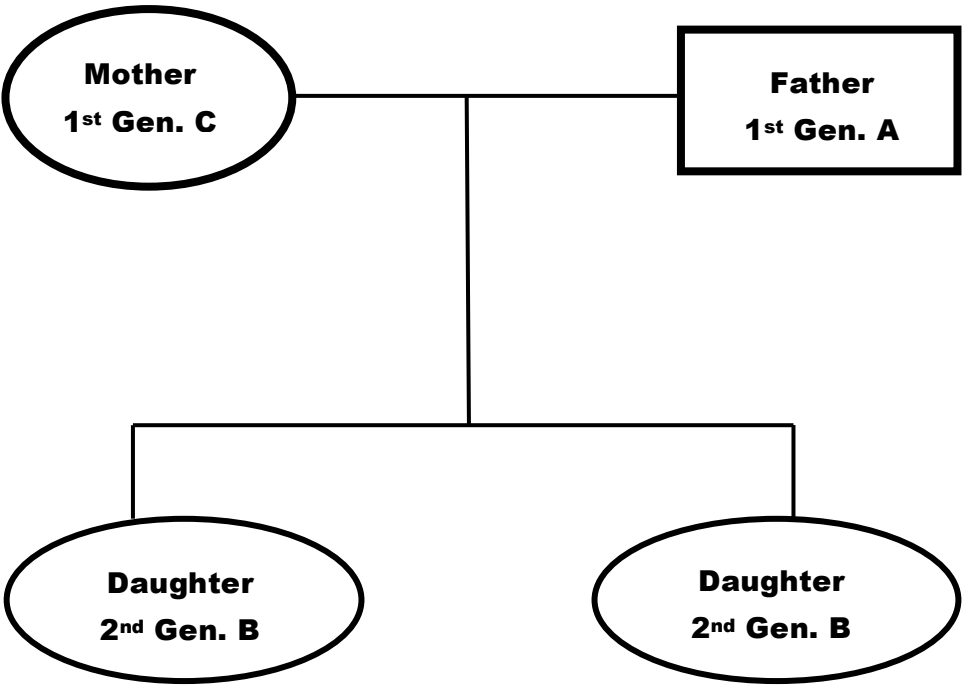 Mother
1st Gen. C
Father
1st Gen. A
Daughter
2nd Gen. B
Daughter
2nd Gen. B